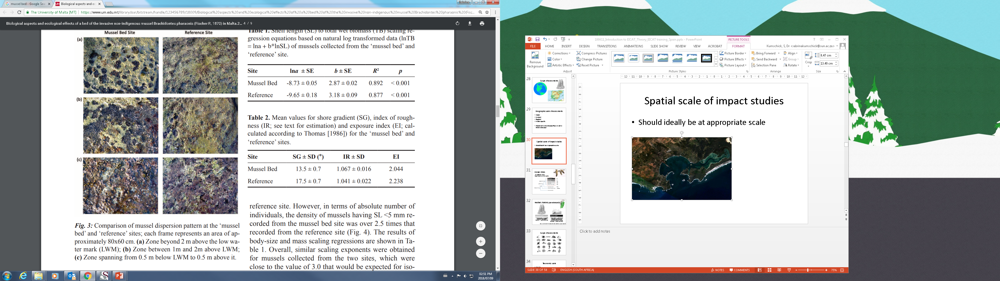 mussel bed - Google Sea
Biological aspects and ec
Sabrina
The University of Malta [MT]
https://www.um.edu.mt/library/oar/bitstream/handle/123456789/18009/Biological%20aspects%20and%20ecological%20effects%20of%20a%20bed%20of%20the%20invasive%20non-indigenous%20mussel%20Brachidontes%20pharaonis%20(Fisc...
Biological aspects and ecological effects of a bed of the invasive non-indigenous mussel Brachidontes pharaonis (Fischer P., 1870) in Malta.2... 4 / 9
Mussel Bed Site
Reference Site
(a)
(b)
(c)
Fig. 3: Comparison of mussel dispersion pattern at the ‘mussel
bed’ and ‘reference’ sites; each frame represents an area of ap-
proximately 80x60 cm. (a) Zone beyond 2 m above the low wa-
ter mark (LWM); (b) Zone between 1m and 2m above LWM;
(c) Zone spanning from 0.5 m below LWM to 0.5 m above it.
Table 1. Shell length (SL) to total wet biomass (TB) scaling re-
gression equations based on natural log transformed data (lnTB
= lna + b*lnSL) of mussels collected from the ‘mussel bed’ and
‘reference’ site.
Site lna ± SE b ± SE R² p
Mussel Bed -8.73 ± 0.05 2.87 ± 0.02 0.892 < 0.001
Reference -9.65 ± 0.18 3.18 ± 0.09 0.877 < 0.001
Table 2. Mean values for shore gradient (SG), index of rough-
ness (IR; see text for estimation) and exposure index (EI; cal-
culated according to Thomas [1986]) for the ‘mussel bed’ and
‘reference’ sites.
Site SG ± SD (°) IR ± SD EI
Mussel Bed 13.5 ± 0.7 1.067 ± 0.016 2.044
Reference 17.5 ± 0.7 1.041 ± 0.022 2.238
reference site. However, in terms of absolute number of
individuals, the density of mussels having SL <5 mm re-
corded from the mussel bed site was over 2.5 times that
recorded from the reference site (Fig. 4). The results of
body-size and mass scaling regressions are shown in Ta-
ble 1. Overall, similar scaling exponents were obtained
for mussels collected from the two sites, which were
close to the value of 3.0 that would be expected for iso-
02:51 PM
2018/07/09
180611_Introduction to EICAT_Theory_EICAT training_Spain.pptx - PowerPoint
PICTURE TOOLS
FILE HOME INSERT DESIGN TRANSITIONS ANIMATIONS SLIDE SHOW REVIEW VIEW ACROBAT FORMAT
Kumschick, S, Dr <sabrinakumschick@sun.ac.za>
Remove
Background
Corrections
Color
Artistic Effects
Compress Pictures
Change Picture
Reset Picture
Adjust
Picture Styles
Picture Border
Picture Effects
Picture Layout
Bring Forward
Send Backward
Selection Pane
Align
Group
Rotate
Arrange
Crop
8.47 cm
13.49 cm
Size
28
Scope of assessments
29
Geographic scale of assessments
30
Spatial scale of impact studies
31
Global: Birds
32
Habitat: Robinia pseudoacacia
33
Scope of assessments
34
Taxonomic scale
Spatial scale of impact studies
• Should ideally be at appropriate scale
Click to add notes
SLIDE 30 OF 58
ENGLISH (SOUTH AFRICA)
NOTES
COMMENTS
75%